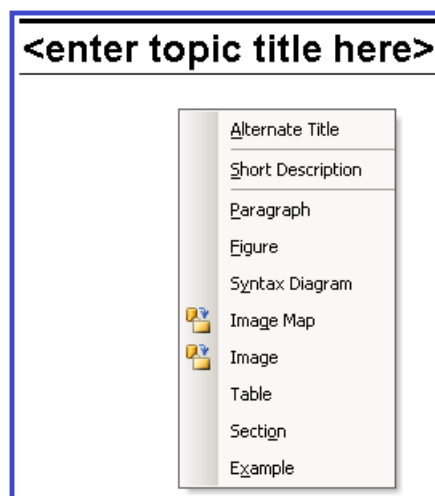 <enter topic title here>
Alternate Title
Short Description
Paragraph
Figure
Syntax Diagram
Image Map
Image
Table
Section
Example